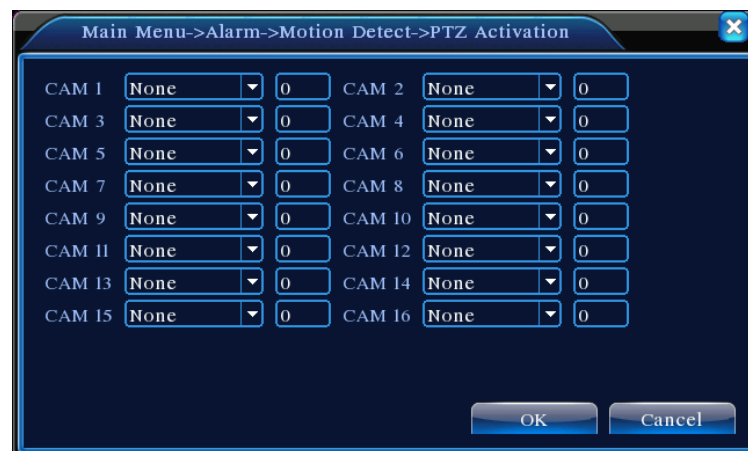 Main Menu->Alarm->Motion Detect->PTZ Activation
CAM 1 None 0 CAM 2 None 0
CAM 3 None 0 CAM 4 None 0
CAM 5 None 0 CAM 6 None 0
CAM 7 None 0 CAM 8 None 0
CAM 9 None 0 CAM 10 None 0
CAM 11 None 0 CAM 12 None 0
CAM 13 None 0 CAM 14 None 0
CAM 15 None 0 CAM 16 None 0
OK Cancel